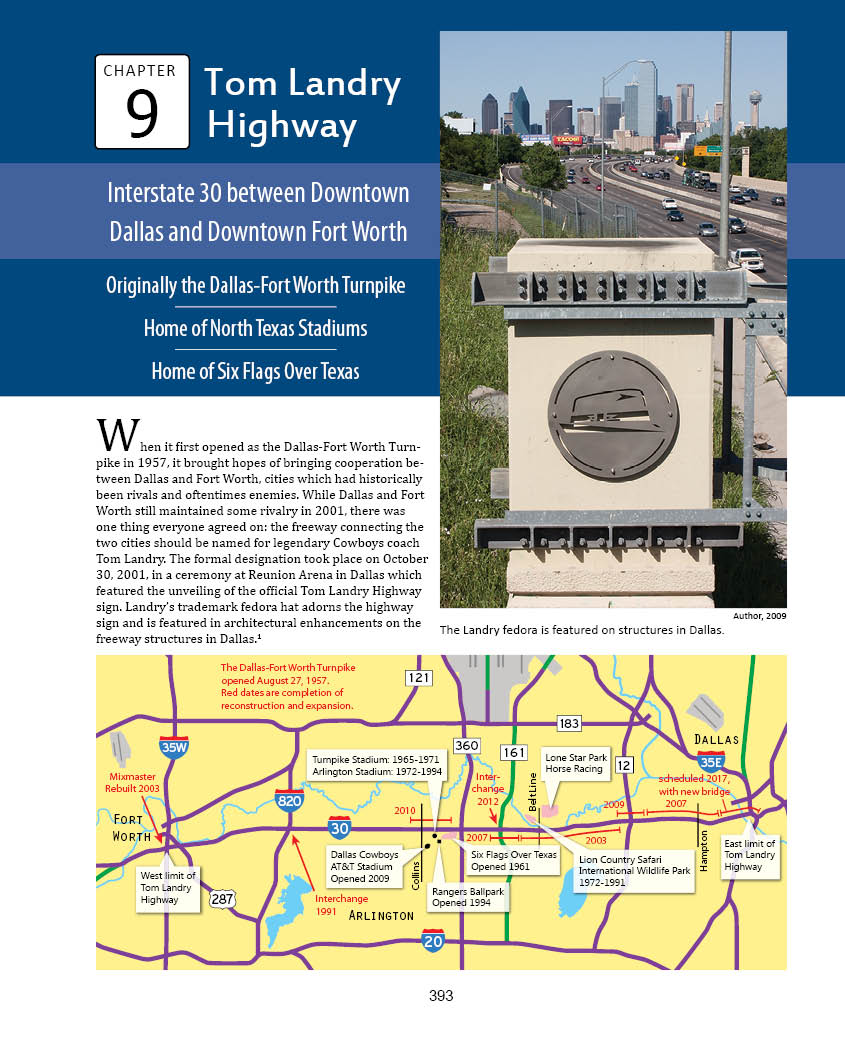 CHAPTER
9
Tom Landry
Highway
Interstate 30 between Downtown
Dallas and Downtown Fort Worth
Originally the Dallas-Fort Worth Turnpike
Home of North Texas Stadiums
Home of Six Flags Over Texas
TACOS!
When it first opened as the Dallas-Fort Worth Turn-
pike in 1957, it brought hopes of bringing cooperation be-
tween Dallas and Fort Worth, cities which had historically
been rivals and oftentimes enemies. While Dallas and Fort
Worth still maintained some rivalry in 2001, there was
one thing everyone agreed on: the freeway connecting the
two cities should be named for legendary Cowboys coach
Tom Landry. The formal designation took place on October
30, 2001, in a ceremony at Reunion Arena in Dallas which
featured the unveiling of the official Tom Landry Highway
sign. Landry's trademark fedora hat adorns the highway
sign and is featured in architectural enhancements on the
freeway structures in Dallas.¹
Author, 2009
The Landry fedora is featured on structures in Dallas.
The Dallas-Fort Worth Turnpike
opened August 27, 1957.
Red dates are completion of
reconstruction and expansion.
121
183
35W
360
161
DALLAS
35E
Turnpike Stadium: 1965-1971
Arlington Stadium: 1972-1994
Lone Star Park
Horse Racing
12
Mixmaster
Rebuilt 2003
Inter-
change
2012
BeltLine
scheduled 2017,
with new bridge
820
2009
2007
FORT
WORTH
2010
30
2007
2003
Hampton
East limit of
Tom Landry
Highway
Dallas Cowboys
AT&T Stadium
Opened 2009
Collins
Six Flags Over Texas
Opened 1961
Lion Country Safari
International Wildlife Park
1972-1991
West limit of
Tom Landry
Highway
287
Interchange
1991
Rangers Ballpark
Opened 1994
ARLINGTON
20
393